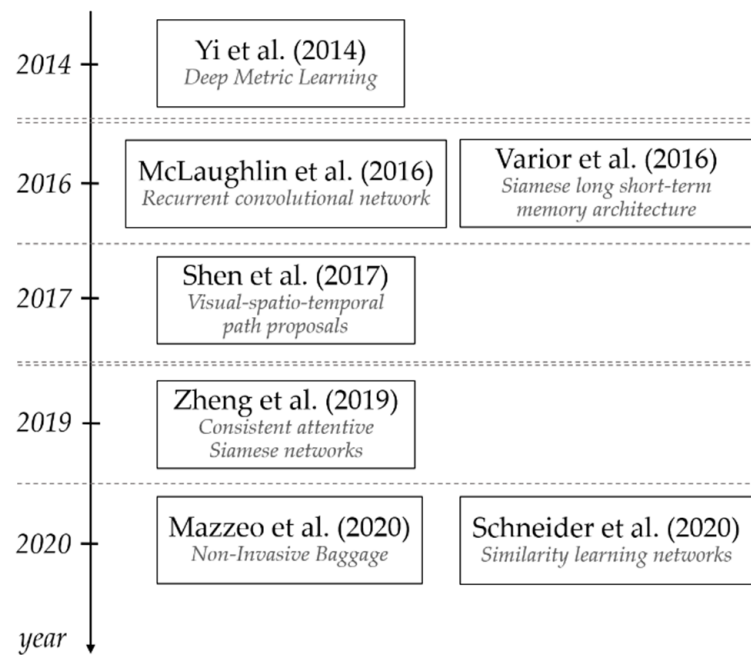 2014
Yi et al. (2014)
Deep Metric Learning
2016
McLaughlin et al. (2016)
Recurrent convolutional network
Varior et al. (2016)
Siamese long short-term
memory architecture
2017
Shen et al. (2017)
Visual-spatio-temporal
path proposals
2019
Zheng et al. (2019)
Consistent attentive
Siamese networks
2020
Mazzeo et al. (2020)
Non-Invasive Baggage
Schneider et al. (2020)
Similarity learning networks
year